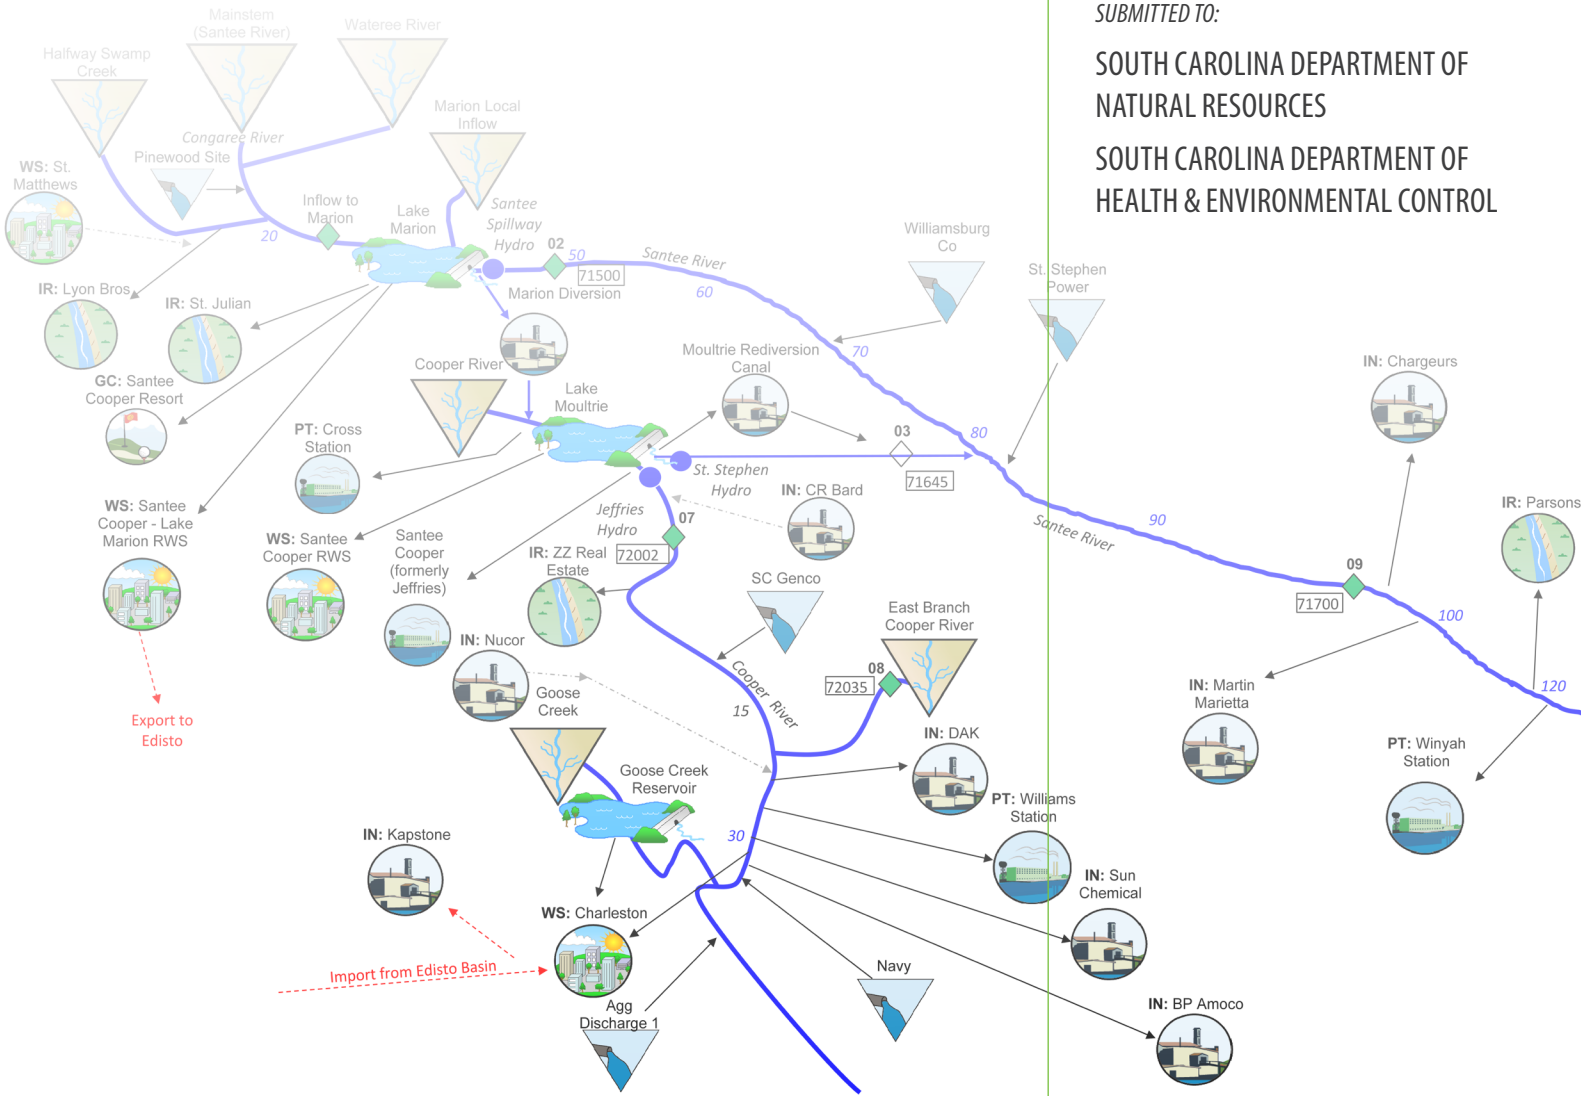 SUBMITTED TO:
SOUTH CAROLINA DEPARTMENT OF
NATURAL RESOURCES
SOUTH CAROLINA DEPARTMENT OF
HEALTH & ENVIRONMENTAL CONTROL
Mainstem
(Santee River)
Wateree River
Halfway Swamp
Creek
Marion Local
Inflow
Congaree River
Pinewood Site
WS: St.
Matthews
Inflow to
Marion
Lake
Marion
Santee
Spillway
Hydro
20
02
50
71500
Santee River
60
Marion Diversion
Williamsburg
Co
St. Stephen
Power
IR: Lyon Bros
IR: St. Julian
70
Moultrie Rediversion
Canal
IN: Chargeurs
Cooper River
Lake
Moultrie
GC: Santee
Cooper Resort
PT: Cross
Station
03
80
71645
St. Stephen
Hydro
IN: CR Bard
IR: Parsons
WS: Santee
Cooper - Lake
Marion RWS
Jeffries
Hydro
07
72002
90
Santee River
WS: Santee
Cooper RWS
Santee
Cooper
(formerly
Jeffries)
IR: ZZ Real
Estate
SC Genco
09
71700
100
East Branch
Cooper River
IN: Nucor
08
72035
Cooper River
15
Goose
Creek
IN: Martin
Marietta
120
Export to
Edisto
IN: DAK
PT: Winyah
Station
Goose Creek
Reservoir
PT: Williams
Station
30
IN: Kapstone
IN: Sun
Chemical
WS: Charleston
Import from Edisto Basin
Navy
Agg
Discharge 1
IN: BP Amoco